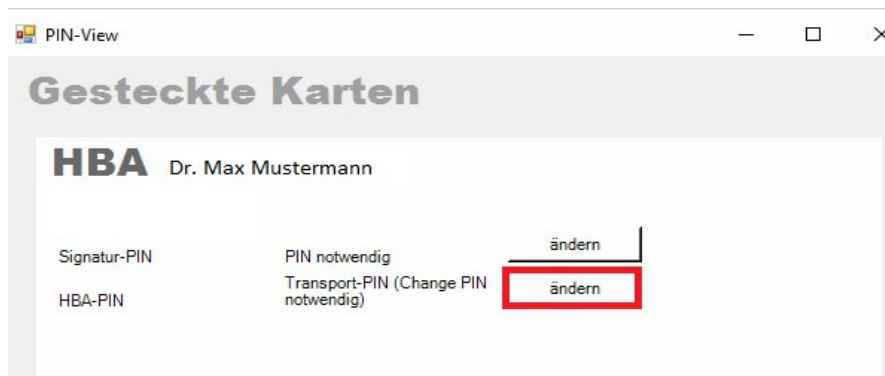 PIN-View
Gesteckte Karten
HBA Dr. Max Mustermann
ändern
Signatur-PIN PIN notwendig
Transport-PIN (Change PIN
notwendig)
ändern
HBA-PIN